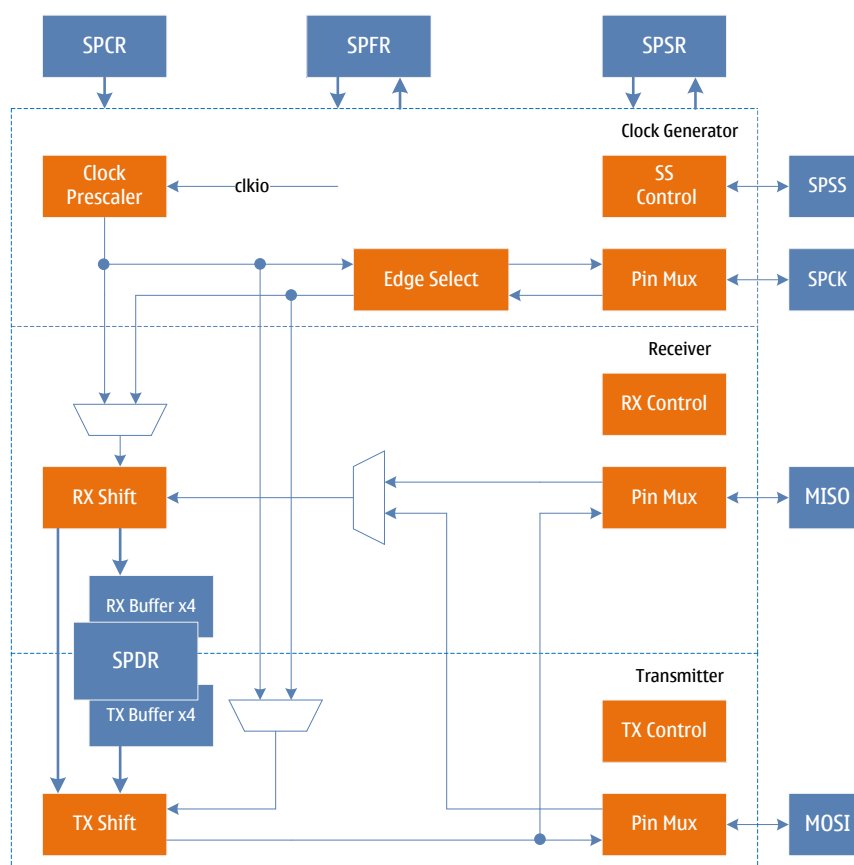 SPCR
SPFR
SPSR
Clock Generator
Clock
Prescaler
clkio
SS
Control
SPSS
Edge Select
Pin Mux
SPCK
Receiver
RX Control
RX Shift
Pin Mux
MISO
RX Buffer x4
SPDR
Transmitter
TX Buffer x4
TX Control
TX Shift
Pin Mux
MOSI